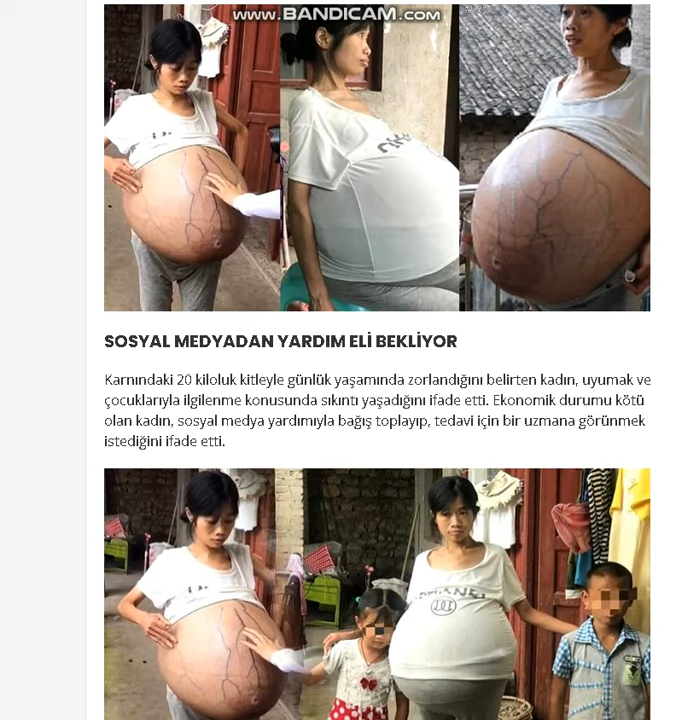 www.BANDICAM.com
SOSYAL MEDYADAN YARDIM ELİ BEKLİYOR
Karnındaki 20 kiloluk kitleyle günlük yaşamında zorlandığını belirten kadın, uyumak ve
çocuklarıyla ilgilenme konusunda sıkıntı yaşadığını ifade etti. Ekonomik durumu kötü
olan kadın, sosyal medya yardımıyla bağış toplayıp, tedavi için bir uzmana görünmek
istediğini ifade etti.